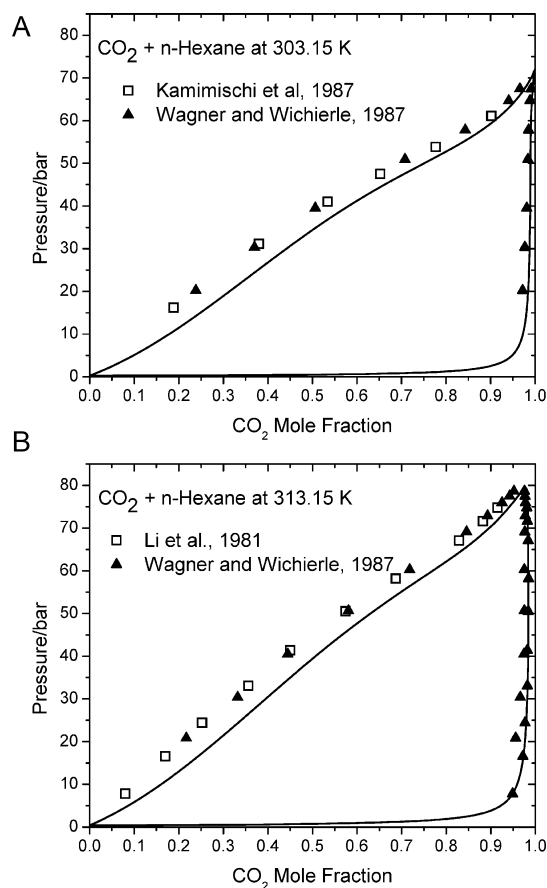 A
CO2 + n-Hexane at 303.15 K
Kamimischi et al, 1987
Wagner and Wichierle, 1987
Pressure/bar
80
70
60
50
40
30
20
10
0
0.0 0.1 0.2 0.3 0.4 0.5 0.6 0.7 0.8 0.9 1.0
CO2 Mole Fraction
B
CO2 + n-Hexane at 313.15 K
Li et al., 1981
Wagner and Wichierle, 1987
Pressure/bar
80
70
60
50
40
30
20
10
0
0.0 0.1 0.2 0.3 0.4 0.5 0.6 0.7 0.8 0.9 1.0
CO2 Mole Fraction